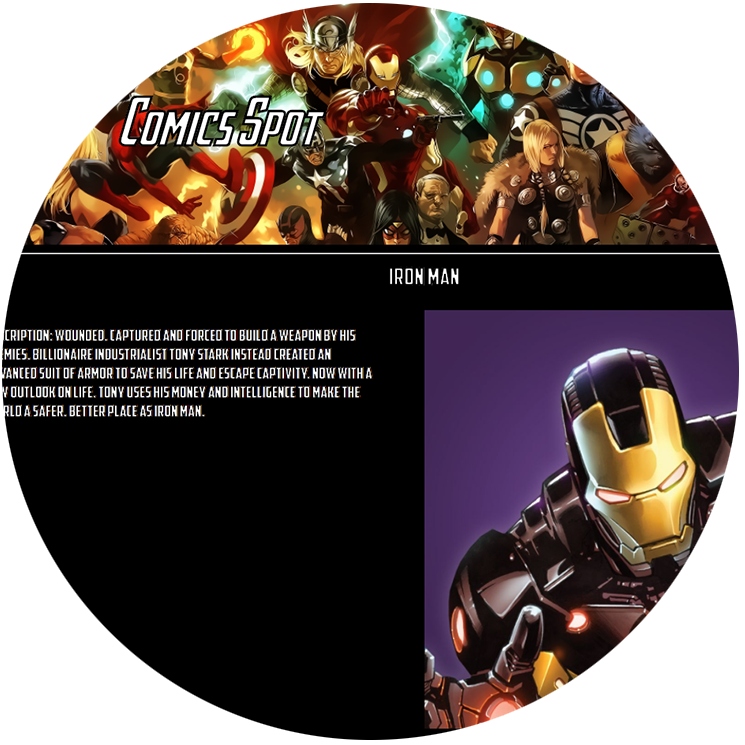 Comics Spot
IRON MAN
CRIPTION: WOUNDED, CAPTURED AND FORCED TO BUILD A WEAPON BY HIS
MIES, BILLIONAIRE INDUSTRIALIST TONY STARK INSTEAD CREATED AN
VANCED SUIT OF ARMOR TO SAVE HIS LIFE AND ESCAPE CAPTIVITY. NOW WITH A
OUTLOOK ON LIFE, TONY USES HIS MONEY AND INTELLIGENCE TO MAKE THE
RLD A SAFER, BETTER PLACE AS IRON MAN.